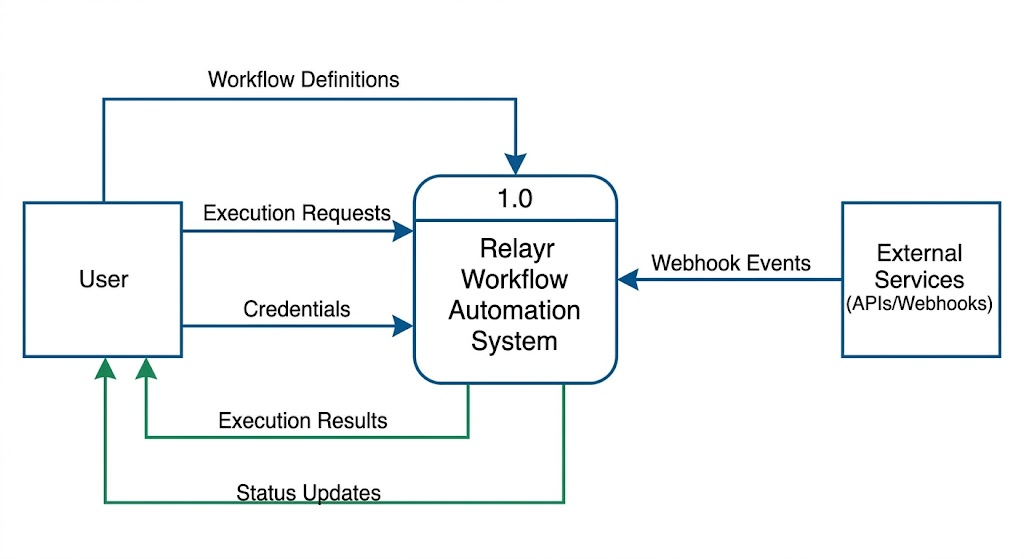 Workflow Definitions
1.0
Execution Requests
User
Relayr
Workflow
Automation
System
Webhook Events
External
Services
(APIs/Webhooks)
Credentials
Execution Results
Status Updates